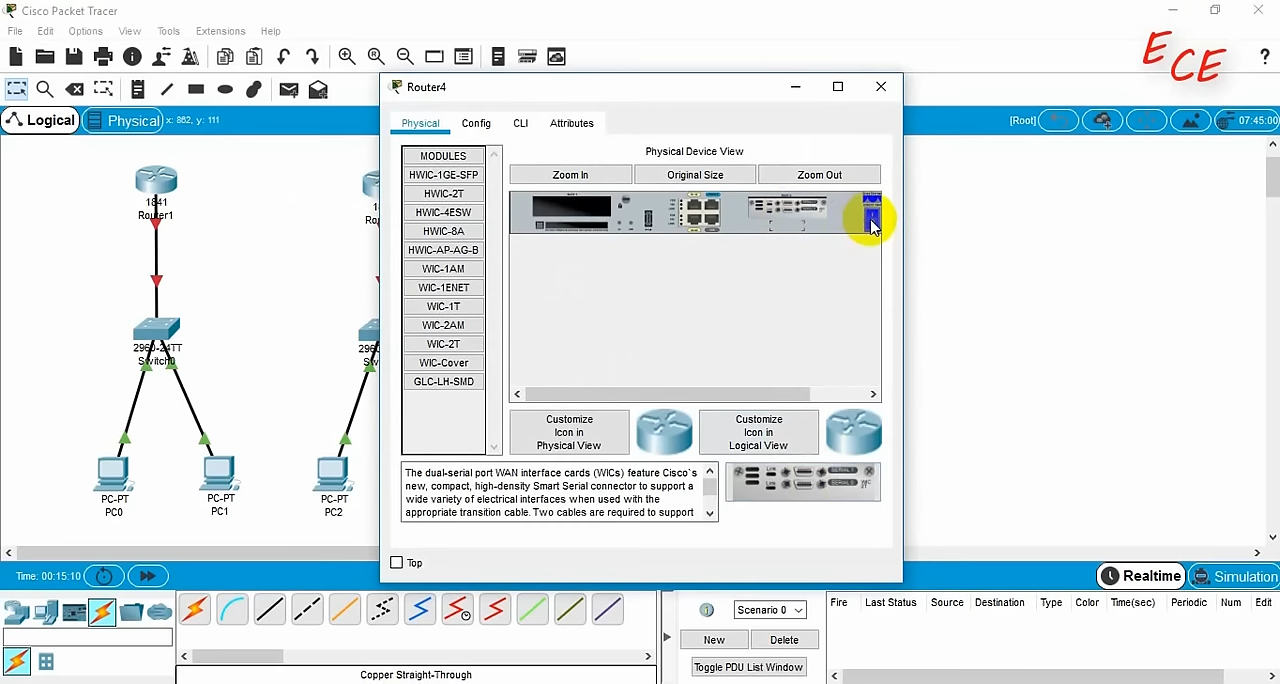 Cisco Packet Tracer
File Edit Options View Tools Extensions Help
ECE
?
Logical Physical x: 862, y: 111
[Root] 07:45:00
Router4
Physical Config CLI Attributes
MODULES
HWIC-1GE-SFP
HWIC-2T
HWIC-4ESW
HWIC-8A
HWIC-AP-AG-B
WIC-1AM
WIC-1ENET
WIC-1T
WIC-2AM
WIC-2T
WIC-Cover
GLC-LH-SMD
Physical Device View
Zoom In Original Size Zoom Out
Customize
Icon in
Physical View
Customize
Icon in
Logical View
The dual-serial port WAN interface cards (WICs) feature Cisco`s
new, compact, high-density Smart Serial connector to support a
wide variety of electrical interfaces when used with the
appropriate transition cable. Two cables are required to support
Top
1841
Router1
2960-24TT
Switch0
PC-PT
PC0
PC-PT
PC1
PC-PT
PC2
Time: 00:15:10
Realtime Simulation
Copper Straight-Through
Scenario 0
New Delete
Toggle PDU List Window
Fire Last Status Source Destination Type Color Time(sec) Periodic Num Edit